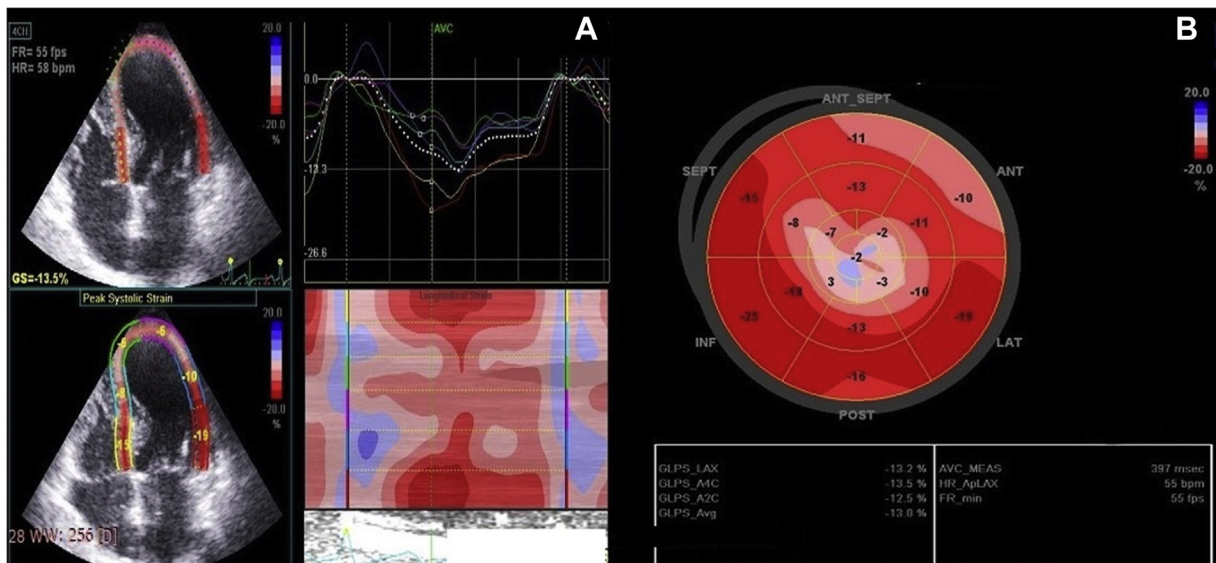 A
4CH
FR= 55 fps
HR= 58 bpm
20.0
-20.0
%
GS=-13.5%
AVC
0.0
-13.3
-26.6
Peak Systolic Strain
20.0
-20.0
%
-5
-6
-8
-10
-15
-19
28 WW: 256 [D]
Longitudinal Strain
B
20.0
-20.0
%
ANT_SEPT
SEPT
ANT
INF
LAT
POST
-11
-15
-10
-13
-8
-7
-2
-11
-2
3
-3
-18
-10
-25
-13
-19
-16
GLPS_LAX -13.2 %
GLPS_A4C -13.5 %
GLPS_A2C -12.5 %
GLPS_Avg -13.0 %
AVC_MEAS 397 msec
HR_ApLAX 55 bpm
FR_min 55 fps